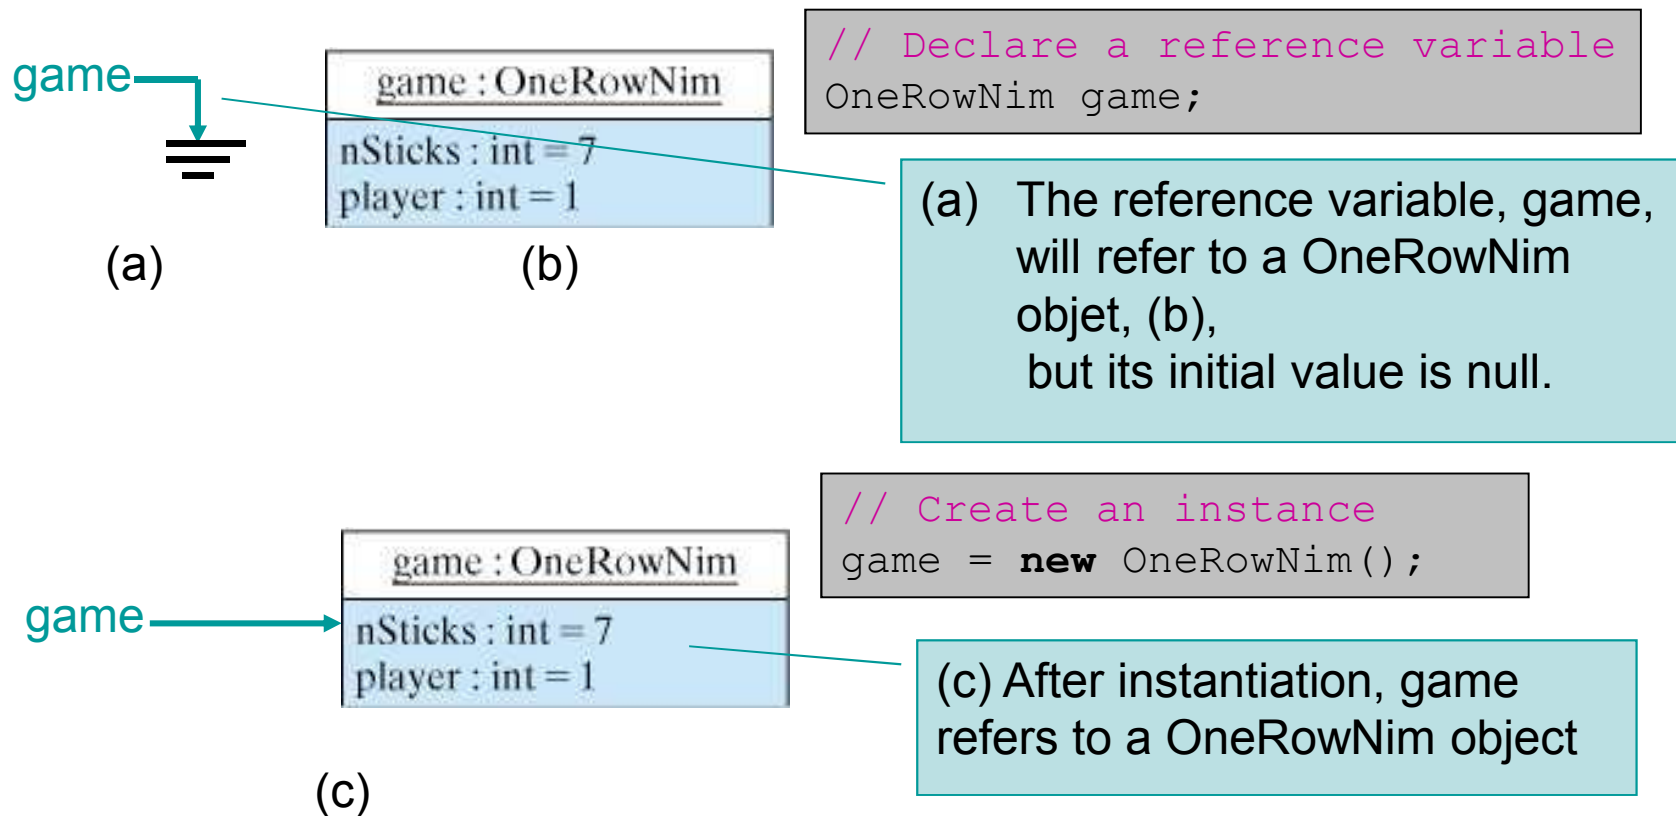 game
game : OneRowNim
nSticks : int = 7
player : int = 1
(a)
(b)
// Declare a reference variable
OneRowNim game;
(a) The reference variable, game,
will refer to a OneRowNim
objet, (b),
but its initial value is null.
// Create an instance
game = new OneRowNim();
game
game : OneRowNim
nSticks : int = 7
player : int = 1
(c) After instantiation, game
refers to a OneRowNim object
(c)